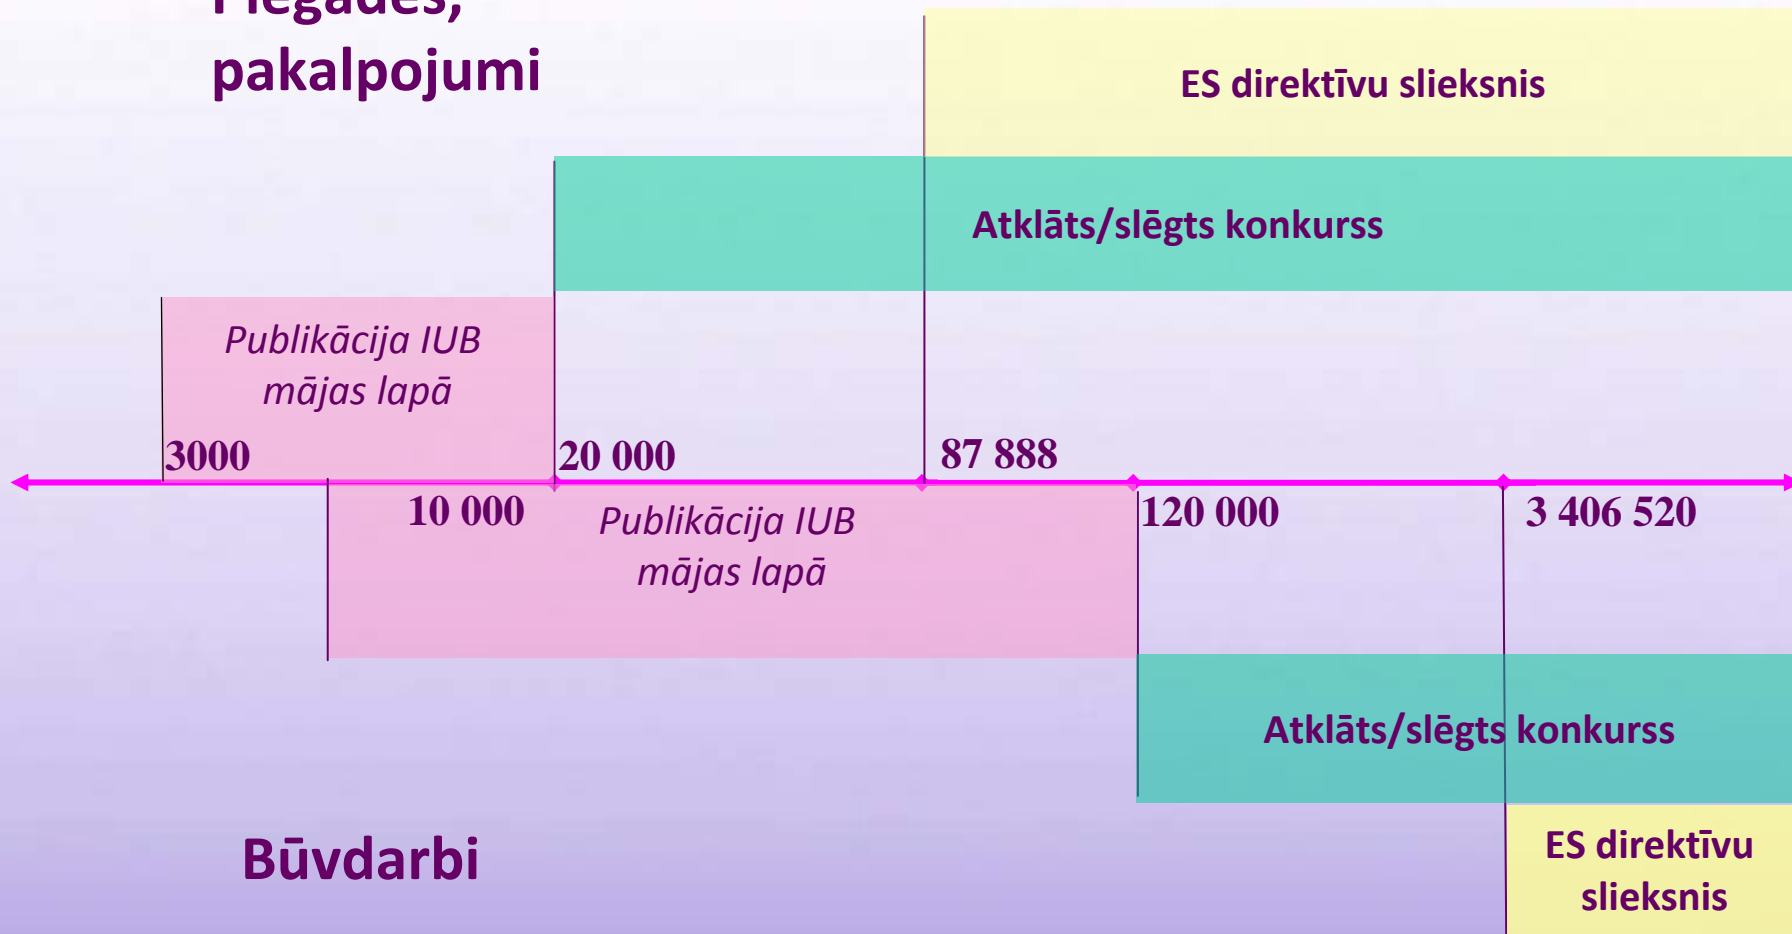 Piegādes,
pakalpojumi
ES direktīvu slieksnis
Atklāts/slēgts konkurss
Publikācija IUB
mājas lapā
3000
20 000
87 888
10 000
Publikācija IUB
mājas lapā
120 000
3 406 520
Atklāts/slēgts konkurss
Būvdarbi
ES direktīvu
slieksnis